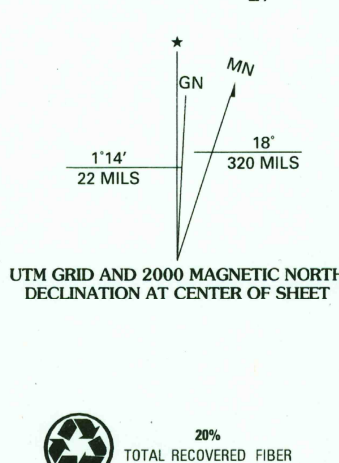 ★
GN
MN
1°14′
22 MILS
18°
320 MILS
UTM GRID AND 2000 MAGNETIC NORTH
DECLINATION AT CENTER OF SHEET
20%
TOTAL RECOVERED FIBER